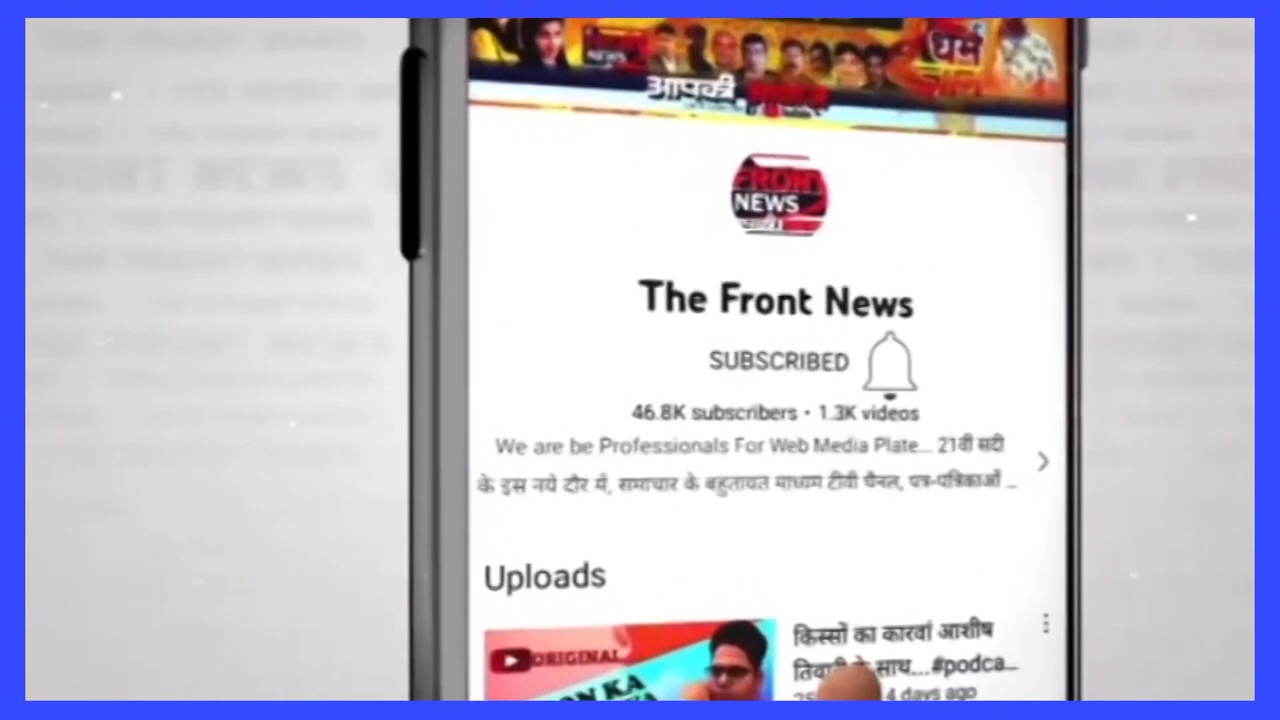 धर्म
आपकी
FRONT
NEWS
The Front News
SUBSCRIBED
46.8K subscribers • 1.3K videos
We are be Professionals For Web Media Plate... 21वीं सदी
के इस नये दौर में, समाचार के बहुतायत माध्यम टीवी चैनल, पत्र-पत्रिकाओं ...
Uploads
ORIGINAL
किस्सों का कारवां आशीष
तिवारी के साथ...#podca...
4 days ago